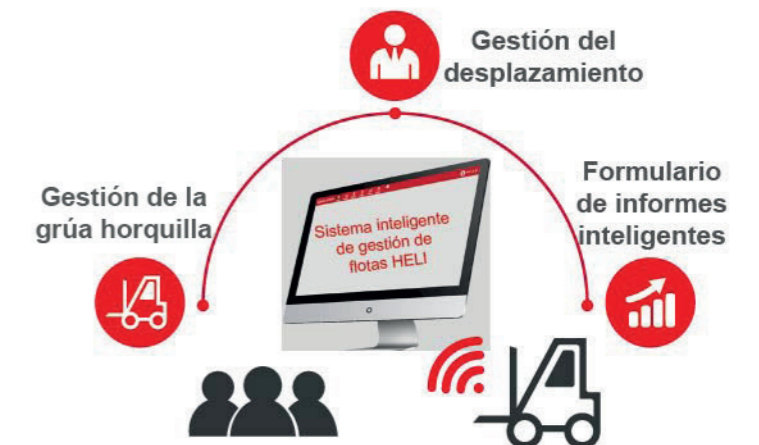 Gestión del
desplazamiento
Gestión de la
grúa horquilla
Sistema inteligente
de gestión de
flotas HELI
Formulario
de informes
inteligentes